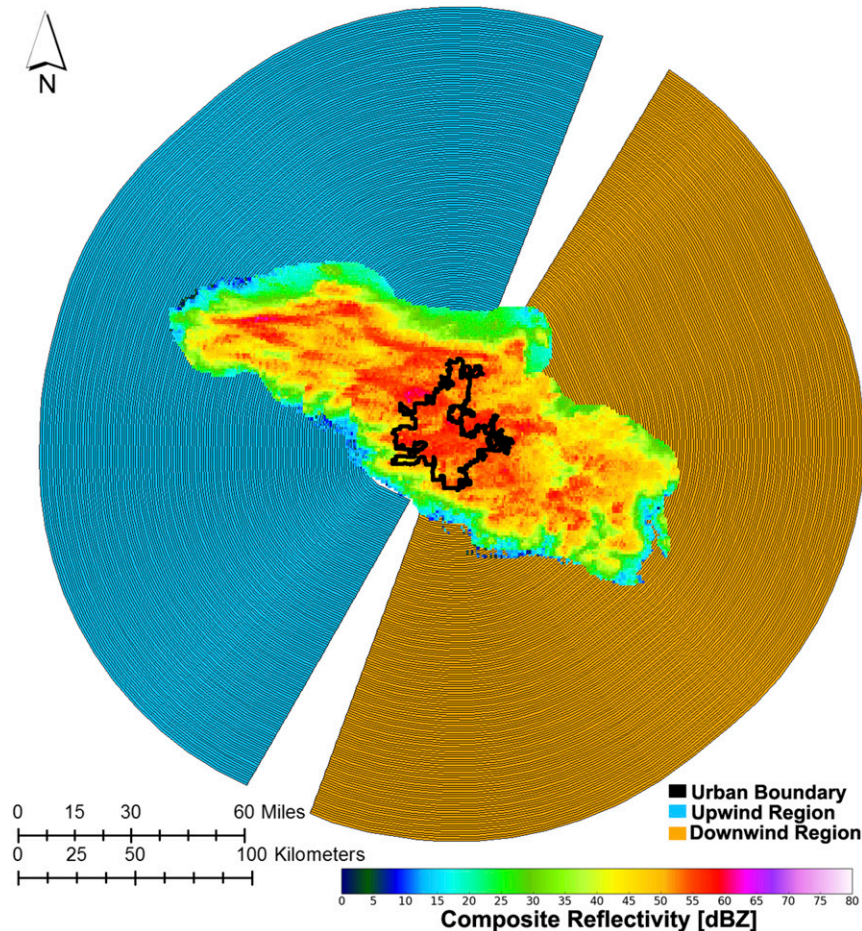 N
Urban Boundary
Upwind Region
Downwind Region
0 15 30 60 Miles
0 25 50 100 Kilometers
0 5 10 15 20 25 30 35 40 45 50 55 60 65 70 75 80
Composite Reflectivity [dBZ]